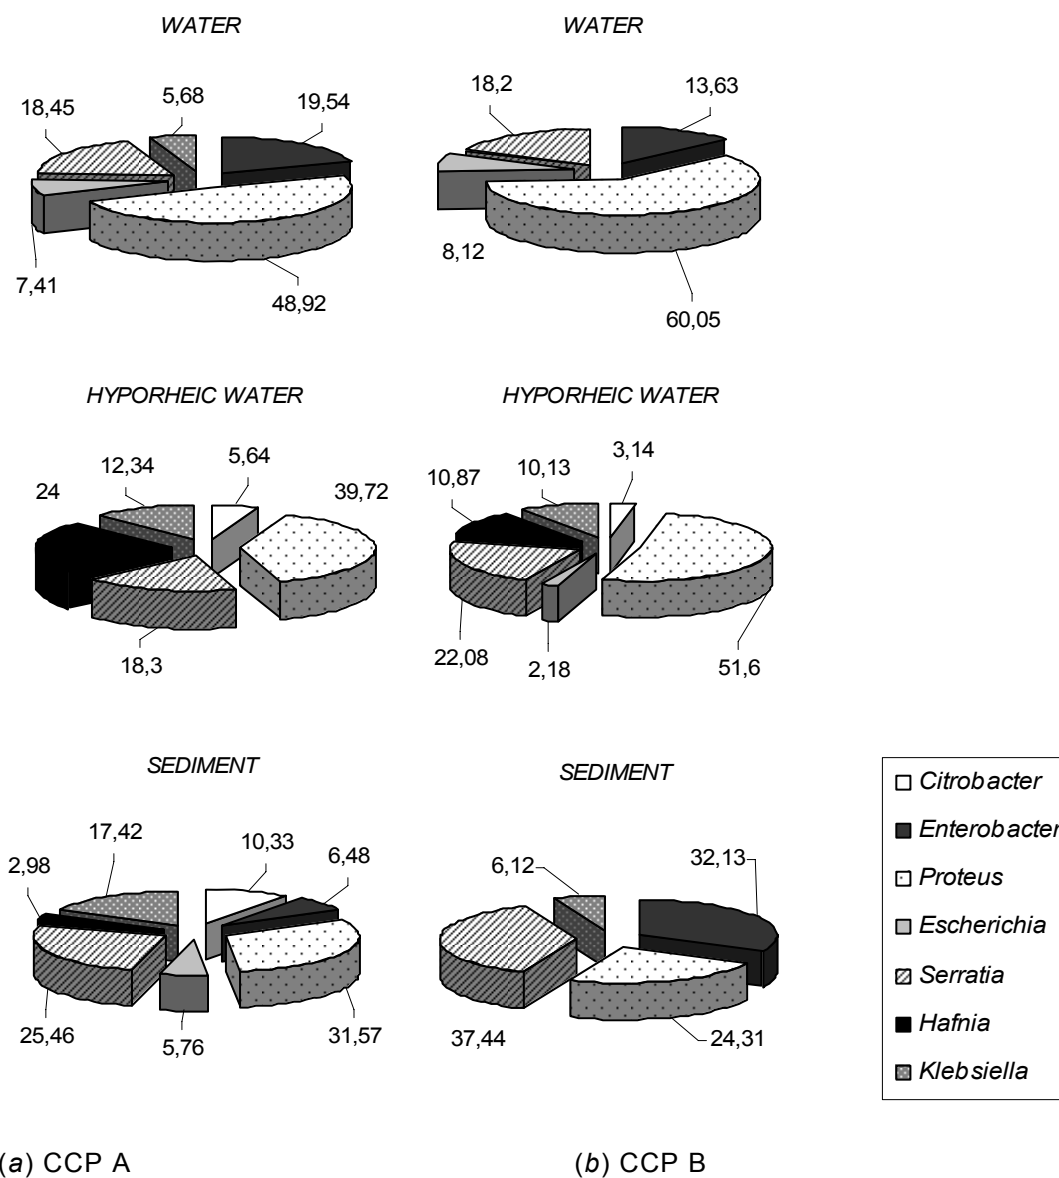 WATER WATER
18,45 5,68 19,54
18,2 13,63
7,41 48,92
8,12 60,05
HYPORHEIC WATER HYPORHEIC WATER
24 12,34 5,64 39,72
10,87 10,13 3,14
18,3
22,08 2,18 51,6
SEDIMENT SEDIMENT
2,98 17,42 10,33 6,48
6,12 32,13
25,46 5,76 31,57
37,44 24,31
Citrobacter
Enterobacter
Proteus
Escherichia
Serratia
Hafnia
Klebsiella
(a) CCP A (b) CCP B